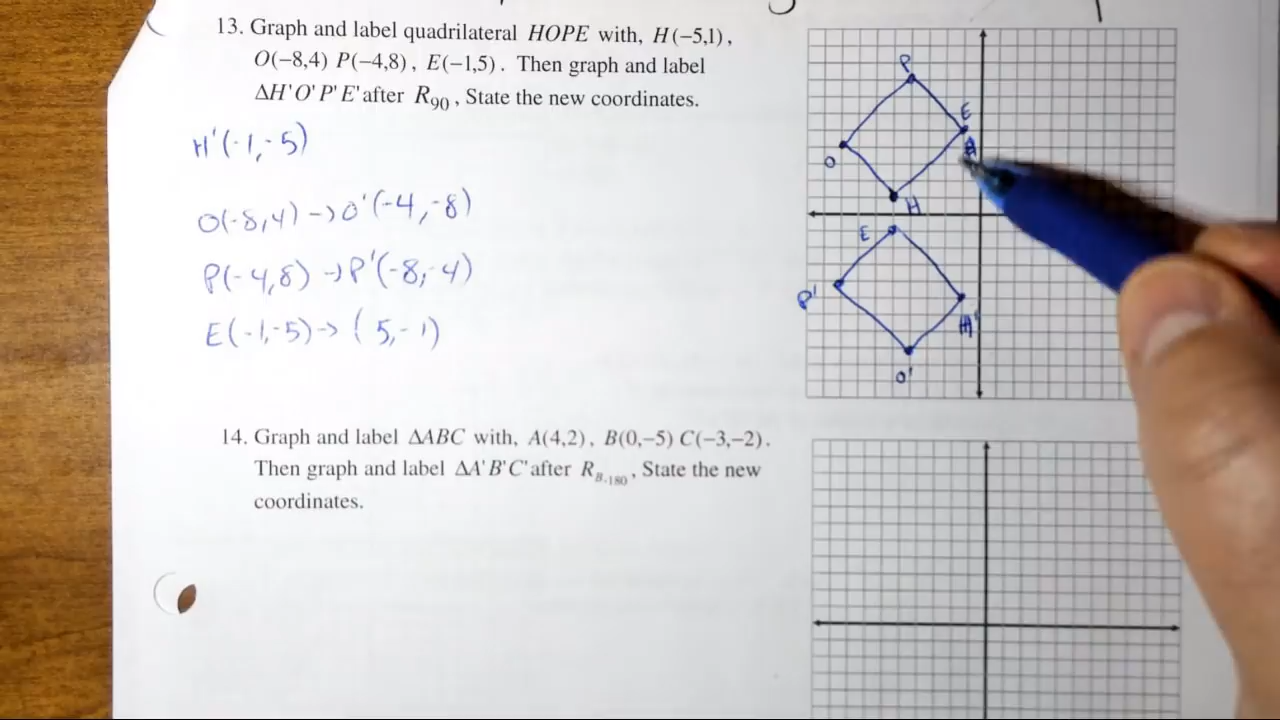 13. Graph and label quadrilateral HOPE with, H(−5,1),
O(−8,4) P(−4,8), E(−1,5). Then graph and label
ΔH'O'P'E' after R90, State the new coordinates.
H'(-1,-5)
O(-8,4)→O'(-4,-8)
P(-4,8)→P'(-8,-4)
E(-1,-5)→(5,-1)
P
E
O
H
E
P'
H'
O'
14. Graph and label ΔABC with, A(4,2), B(0,−5) C(−3,−2).
Then graph and label ΔA'B'C' after RB,180, State the new
coordinates.